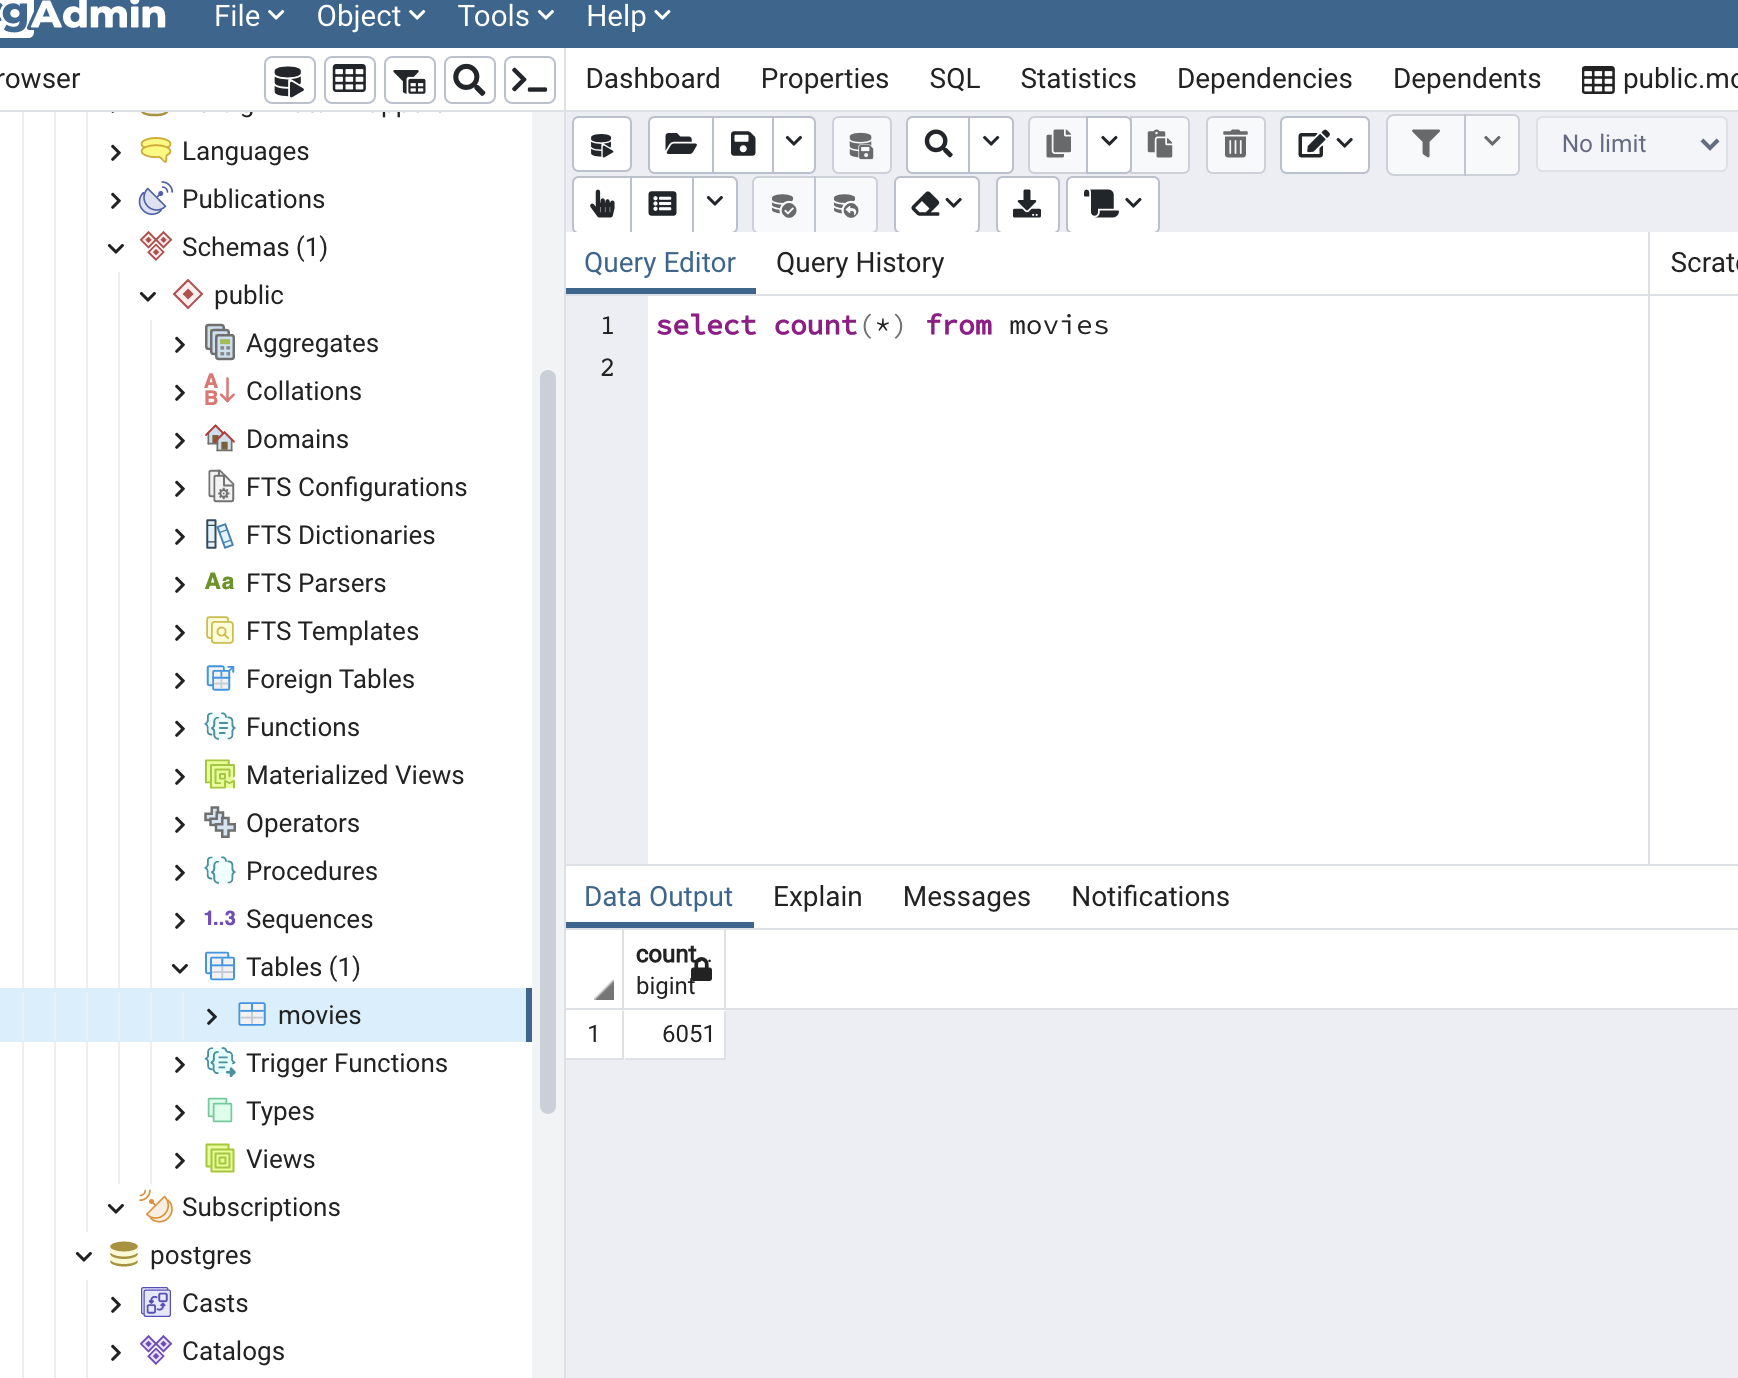 gAdmin File Object Tools Help
rowser
Dashboard Properties SQL Statistics Dependencies Dependents public.mo
Languages
Publications
Schemas (1)
public
Aggregates
Collations
Domains
FTS Configurations
FTS Dictionaries
Aa FTS Parsers
FTS Templates
Foreign Tables
Functions
Materialized Views
Operators
Procedures
1..3 Sequences
Tables (1)
movies
Trigger Functions
Types
Views
Subscriptions
postgres
Casts
Catalogs
No limit
Query Editor Query History Scrat
1 select count(*) from movies
2
Data Output Explain Messages Notifications
count
bigint
1 6051